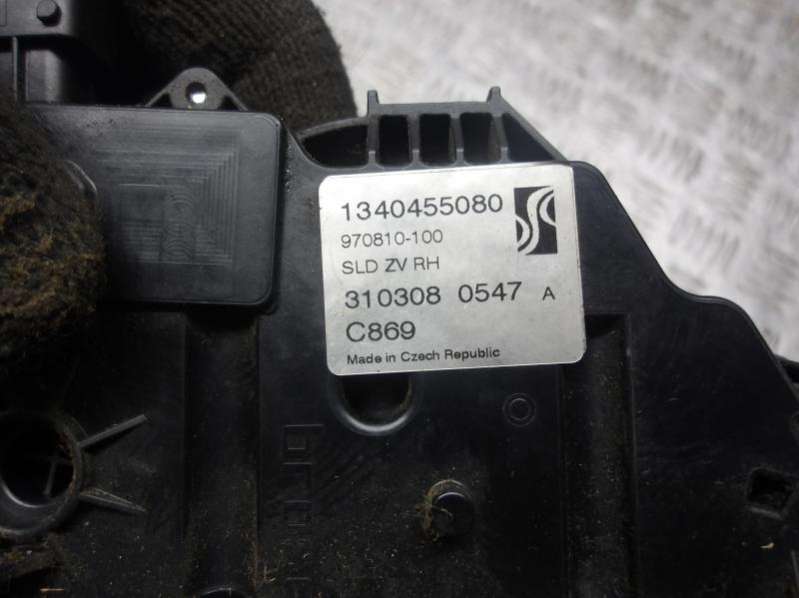 1340455080
970810-100
SLD ZV RH
310308 0547 A
C869
Made in Czech Republic